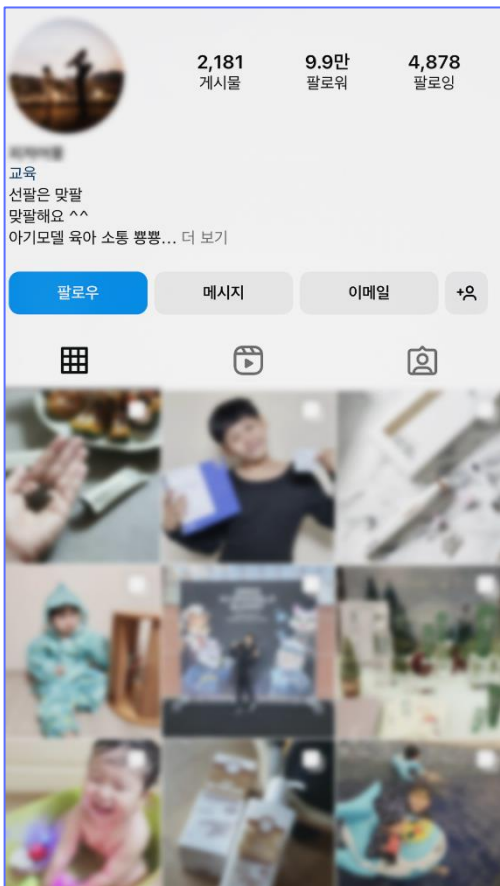 2,181 9.9만 4,878
게시물 팔로워 팔로잉
교육
선팔은 맞팔
맞팔해요 ^^
아기모델 육아 소통 뿅뿅... 더 보기
팔로우 메시지 이메일